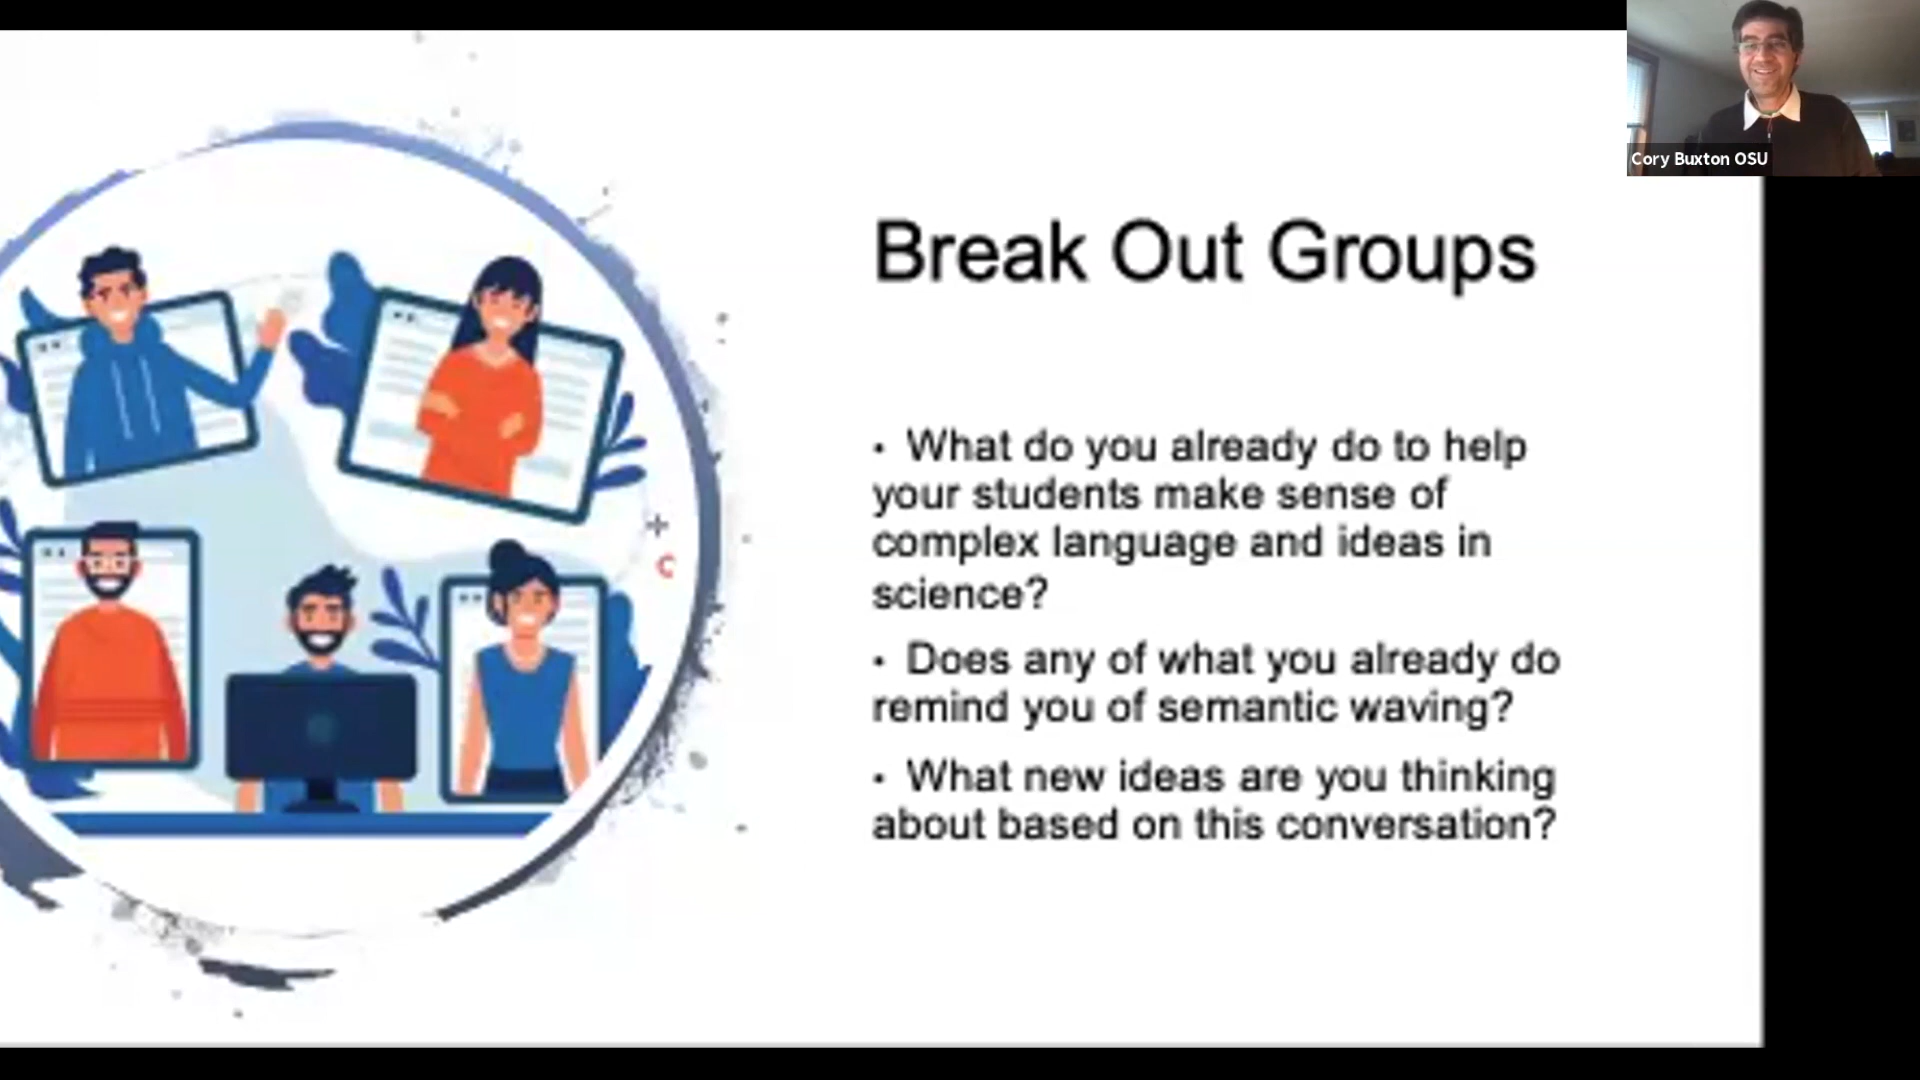 Cory Buxton OSU
Break Out Groups
• What do you already do to help
your students make sense of
complex language and ideas in
science?
• Does any of what you already do
remind you of semantic waving?
• What new ideas are you thinking
about based on this conversation?